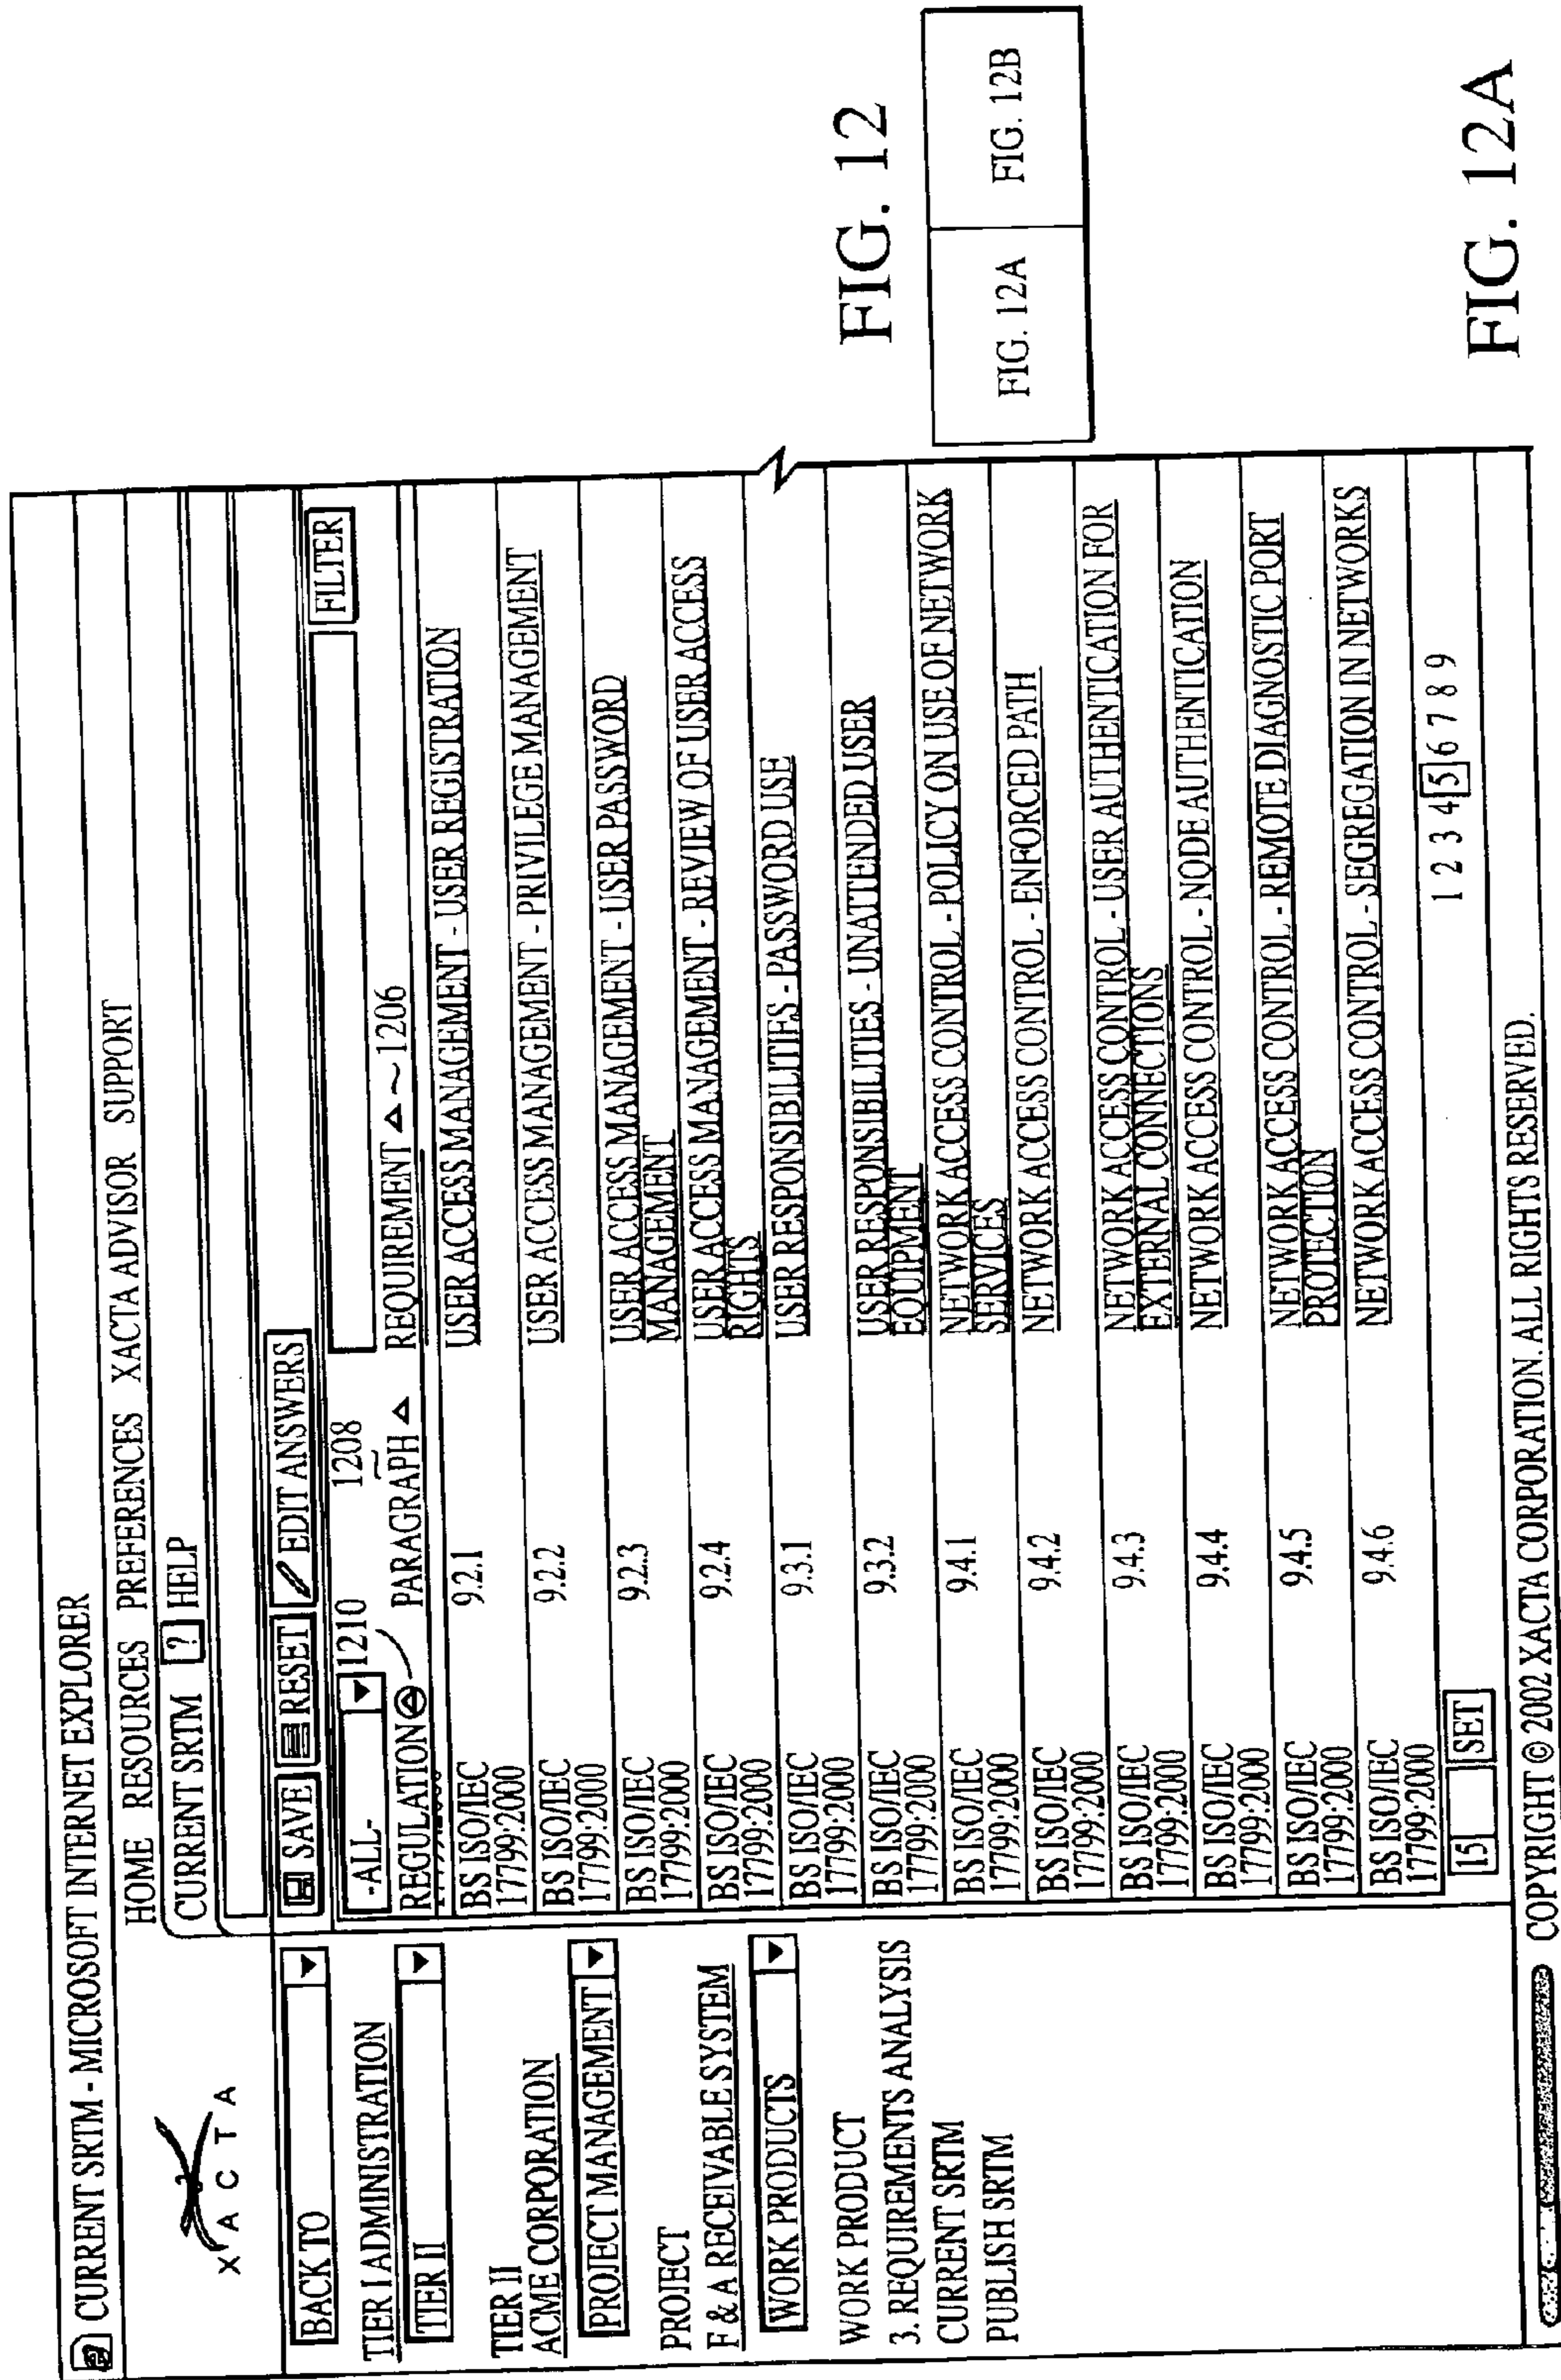 CURRENT SRTM - MICROSOFT INTERNET EXPLORER
XACTA
HOME RESOURCES PREFERENCES XACTA ADVISOR SUPPORT
CURRENT SRTM ? HELP
BACK TO
TIER I ADMINISTRATION
TIER II
TIER II
ACME CORPORATION
PROJECT MANAGEMENT
PROJECT
F & A RECEIVABLE SYSTEM
WORK PRODUCTS
WORK PRODUCT
3. REQUIREMENTS ANALYSIS
CURRENT SRTM
PUBLISH SRTM
SAVE RESET EDIT ANSWERS
-ALL- 1210 1208 FILTER
REGULATION PARAGRAPH REQUIREMENT ~1206
BS ISO/IEC 9.2.1 USER ACCESS MANAGEMENT - USER REGISTRATION
17799:2000
BS ISO/IEC 9.2.2 USER ACCESS MANAGEMENT - PRIVILEGE MANAGEMENT
17799:2000
BS ISO/IEC 9.2.3 USER ACCESS MANAGEMENT - USER PASSWORD
17799:2000 MANAGEMENT
BS ISO/IEC 9.2.4 USER ACCESS MANAGEMENT - REVIEW OF USER ACCESS
17799:2000 RIGHTS
BS ISO/IEC 9.3.1 USER RESPONSIBILITIES - PASSWORD USE
17799:2000
BS ISO/IEC 9.3.2 USER RESPONSIBILITIES - UNATTENDED USER
17799:2000 EQUIPMENT
BS ISO/IEC 9.4.1 NETWORK ACCESS CONTROL - POLICY ON USE OF NETWORK
17799:2000 SERVICES
BS ISO/IEC 9.4.2 NETWORK ACCESS CONTROL - ENFORCED PATH
17799:2000
BS ISO/IEC 9.4.3 NETWORK ACCESS CONTROL - USER AUTHENTICATION FOR
17799:2000 EXTERNAL CONNECTIONS
BS ISO/IEC 9.4.4 NETWORK ACCESS CONTROL - NODE AUTHENTICATION
17799:2000
BS ISO/IEC 9.4.5 NETWORK ACCESS CONTROL - REMOTE DIAGNOSTIC PORT
17799:2000 PROTECTION
BS ISO/IEC 9.4.6 NETWORK ACCESS CONTROL - SEGREGATION IN NETWORKS
17799:2000
15 SET 1 2 3 4 5 6 7 8 9
COPYRIGHT © 2002 XACTA CORPORATION. ALL RIGHTS RESERVED.
FIG. 12
FIG. 12A FIG. 12B
FIG. 12A